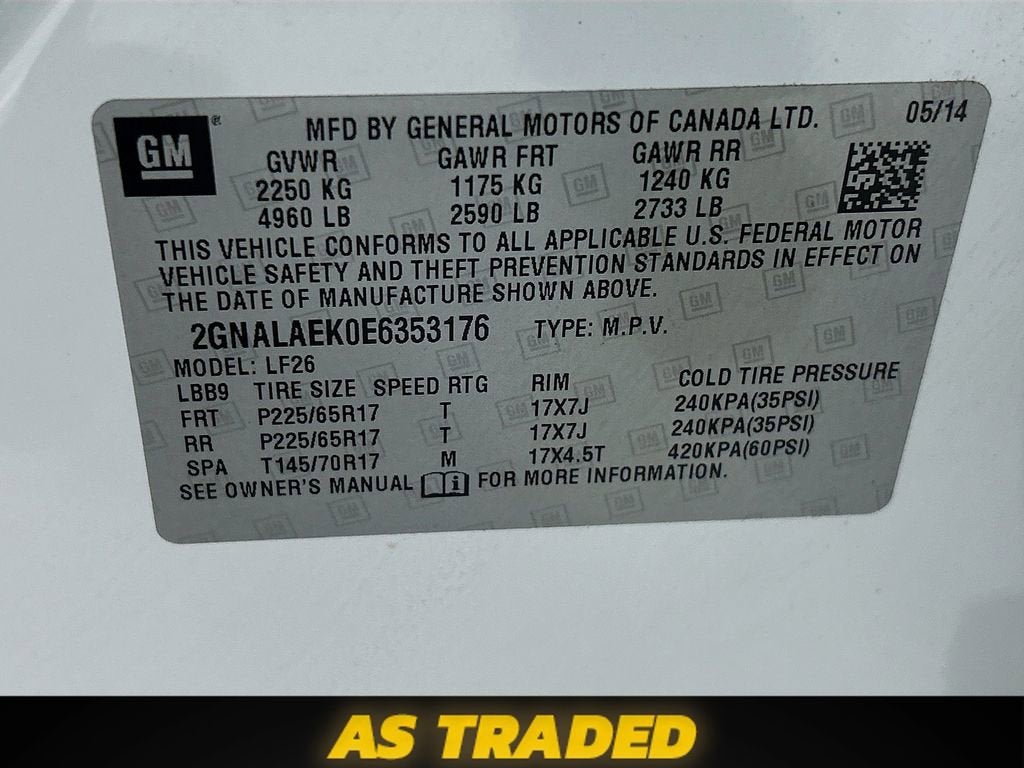 GM® MFD BY GENERAL MOTORS OF CANADA LTD. 05/14
GVWR GAWR FRT GAWR RR
2250 KG 1175 KG 1240 KG
4960 LB 2590 LB 2733 LB
THIS VEHICLE CONFORMS TO ALL APPLICABLE U.S. FEDERAL MOTOR
VEHICLE SAFETY AND THEFT PREVENTION STANDARDS IN EFFECT ON
THE DATE OF MANUFACTURE SHOWN ABOVE.
2GNALAEK0E6353176 TYPE: M.P.V.
MODEL: LF26
LBB9 TIRE SIZE SPEED RTG RIM COLD TIRE PRESSURE
FRT P225/65R17 T 17X7J 240KPA(35PSI)
RR P225/65R17 T 17X7J 240KPA(35PSI)
SPA T145/70R17 M 17X4.5T 420KPA(60PSI)
SEE OWNER'S MANUAL i FOR MORE INFORMATION.
AS TRADED